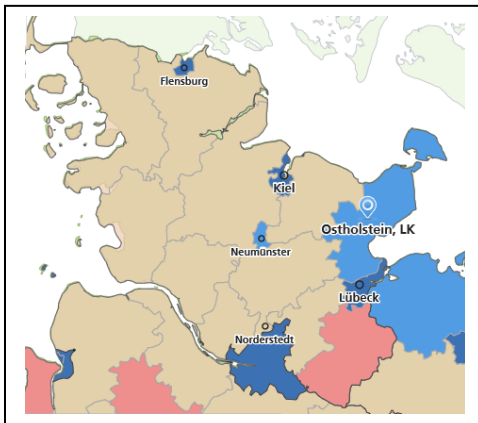 Flensburg
Kiel
Ostholstein, LK
Neumünster
Lübeck
Norderstedt